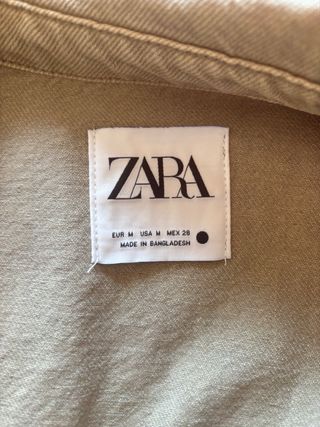 ZARA
EUR M USA M MEX 28
MADE IN BANGLADESH